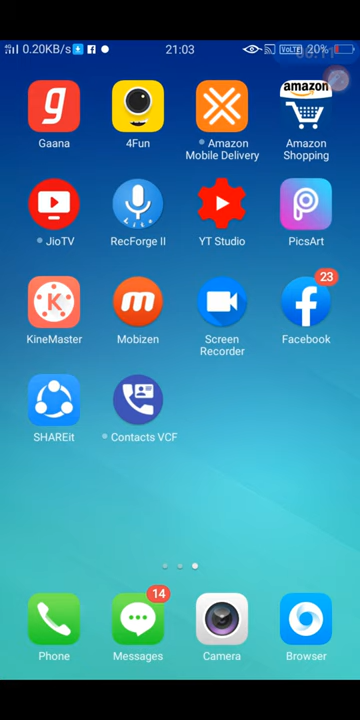 0.20KB/s
21:03
VoLTE
20%
Gaana
4Fun
Amazon
Mobile Delivery
amazon
Amazon
Shopping
JioTV
Lite
RecForge II
YT Studio
PicsArt
KineMaster
Mobizen
Screen
Recorder
23
Facebook
SHAREit
Contacts VCF
Phone
14
Messages
Camera
Browser